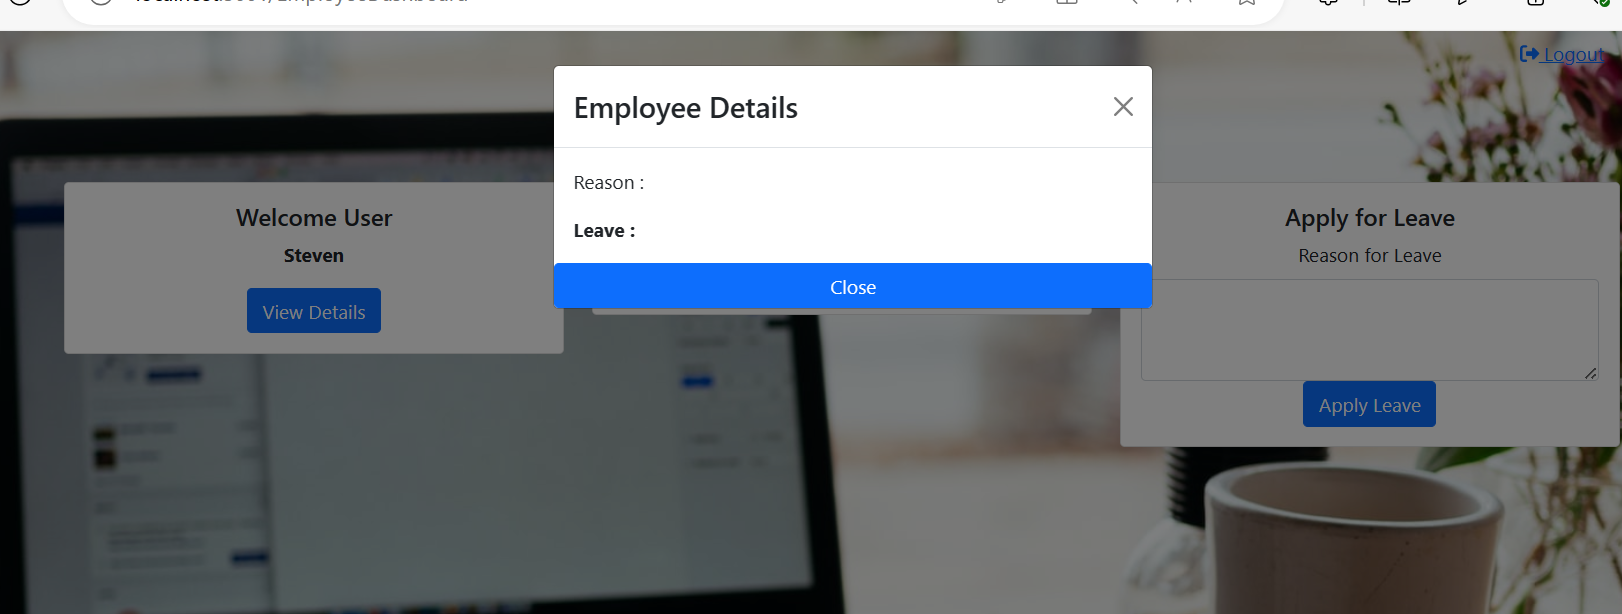 Logout
Employee Details
Reason :
Leave :
Close
Welcome User
Steven
View Details
Apply for Leave
Reason for Leave
Apply Leave